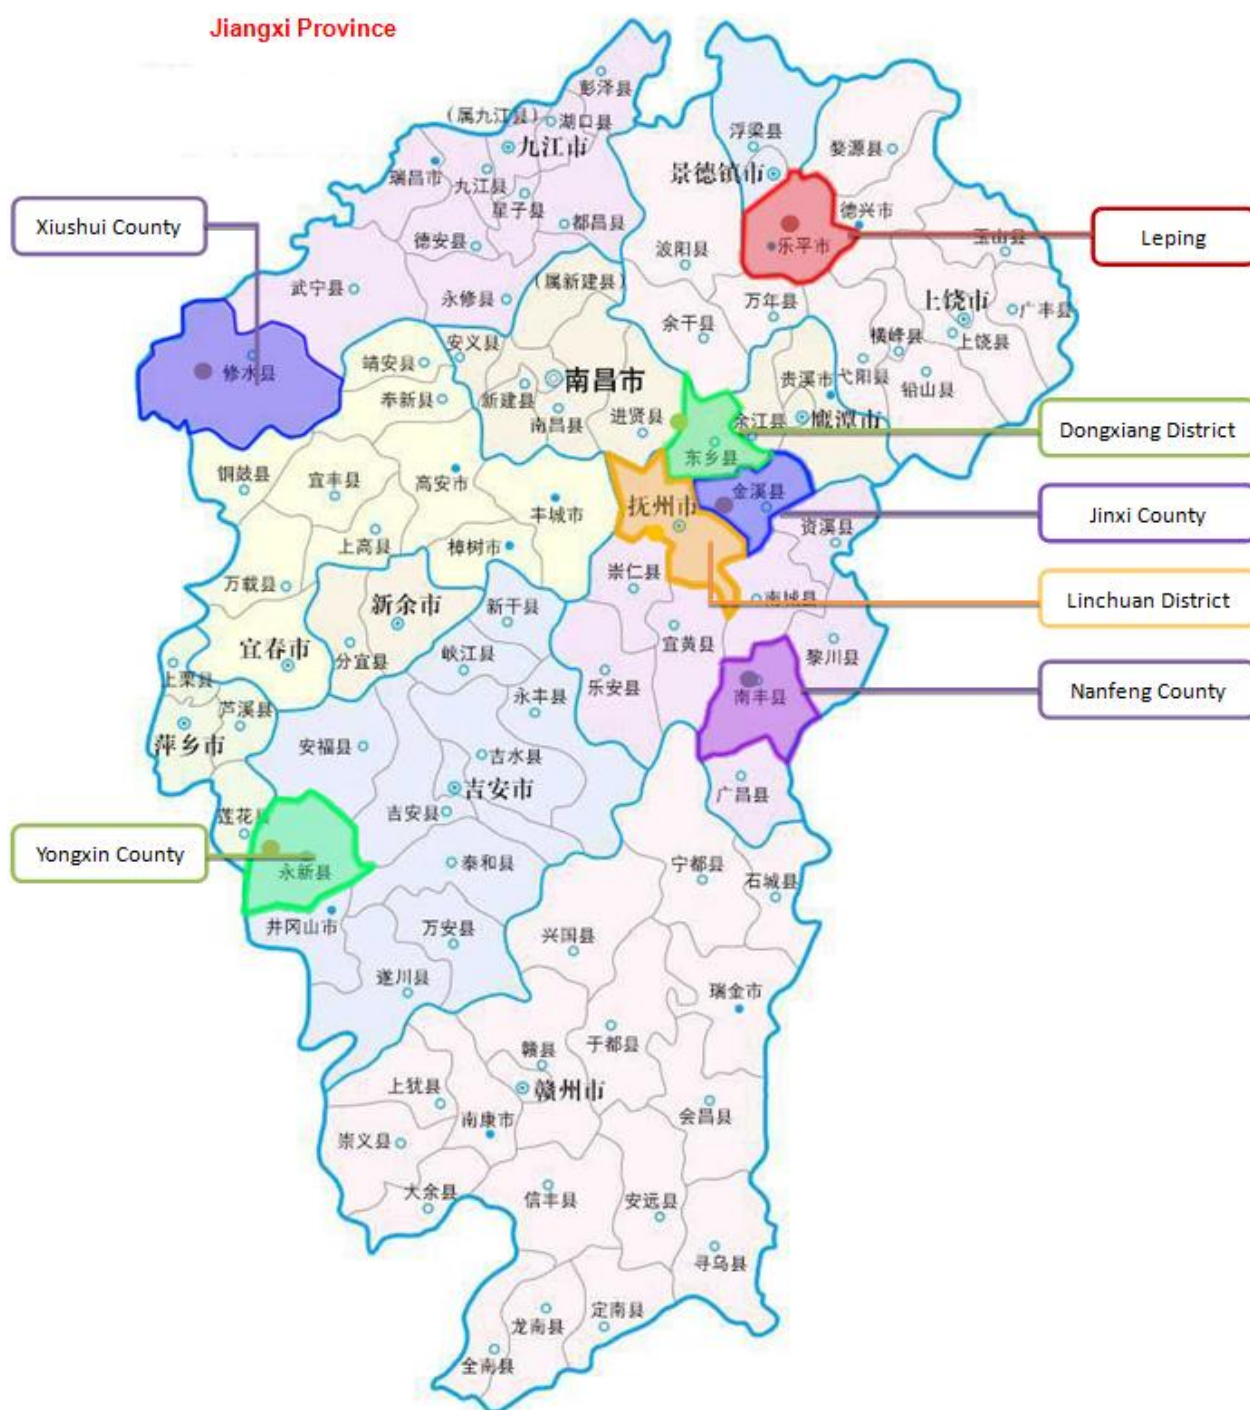 Jiangxi Province
彭泽县
(属九江县)
湖口县
九江市
浮梁县
婺源县
瑞昌市
九江县
景德镇市
星子县
都昌县
德兴市
Xiushui County
德安县
波阳县
乐平市
玉山县
Leping
(属新建县)
武宁县
永修县
万年县
上饶市
广丰县
余干县
横峰县
上饶县
安义县
靖安县
修水县
南昌市
贵溪市
弋阳县
铅山县
奉新县
新建县
南昌县
进贤县
余江县
鹰潭市
Dongxiang District
东乡县
铜鼓县
宜丰县
高安市
金溪县
丰城市
抚州市
Jinxi County
资溪县
上高县
樟树市
万载县
崇仁县
南城县
Linchuan District
新余市
新干县
宜春市
分宜县
宜黄县
黎川县
峡江县
上栗县
乐安县
永丰县
南丰县
Nanfeng County
芦溪县
萍乡市
安福县
吉水县
吉安市
广昌县
莲花县
吉安县
Yongxin County
永新县
泰和县
宁都县
石城县
井冈山市
万安县
兴国县
遂川县
瑞金市
于都县
赣县
上犹县
赣州市
会昌县
南康市
崇义县
大余县
信丰县
安远县
寻乌县
定南县
龙南县
全南县